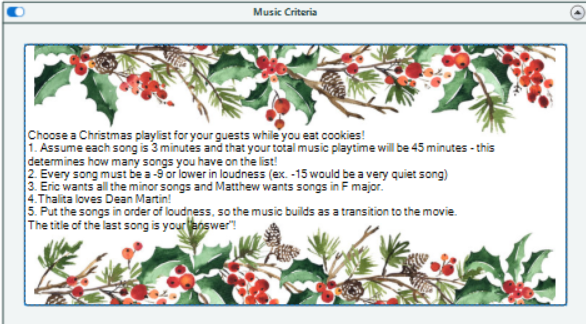 Music Criteria
Choose a Christmas playlist for your guests while you eat cookies!
1. Assume each song is 3 minutes and that your total music playtime will be 45 minutes - this
determines how many songs you have on the list!
2. Every song must be a -9 or lower in loudness (ex. -15 would be a very quiet song)
3. Eric wants all the minor songs and Matthew wants songs in F major.
4.Thalita loves Dean Martin!
5. Put the songs in order of loudness, so the music builds as a transition to the movie.
The title of the last song is your "answer"!